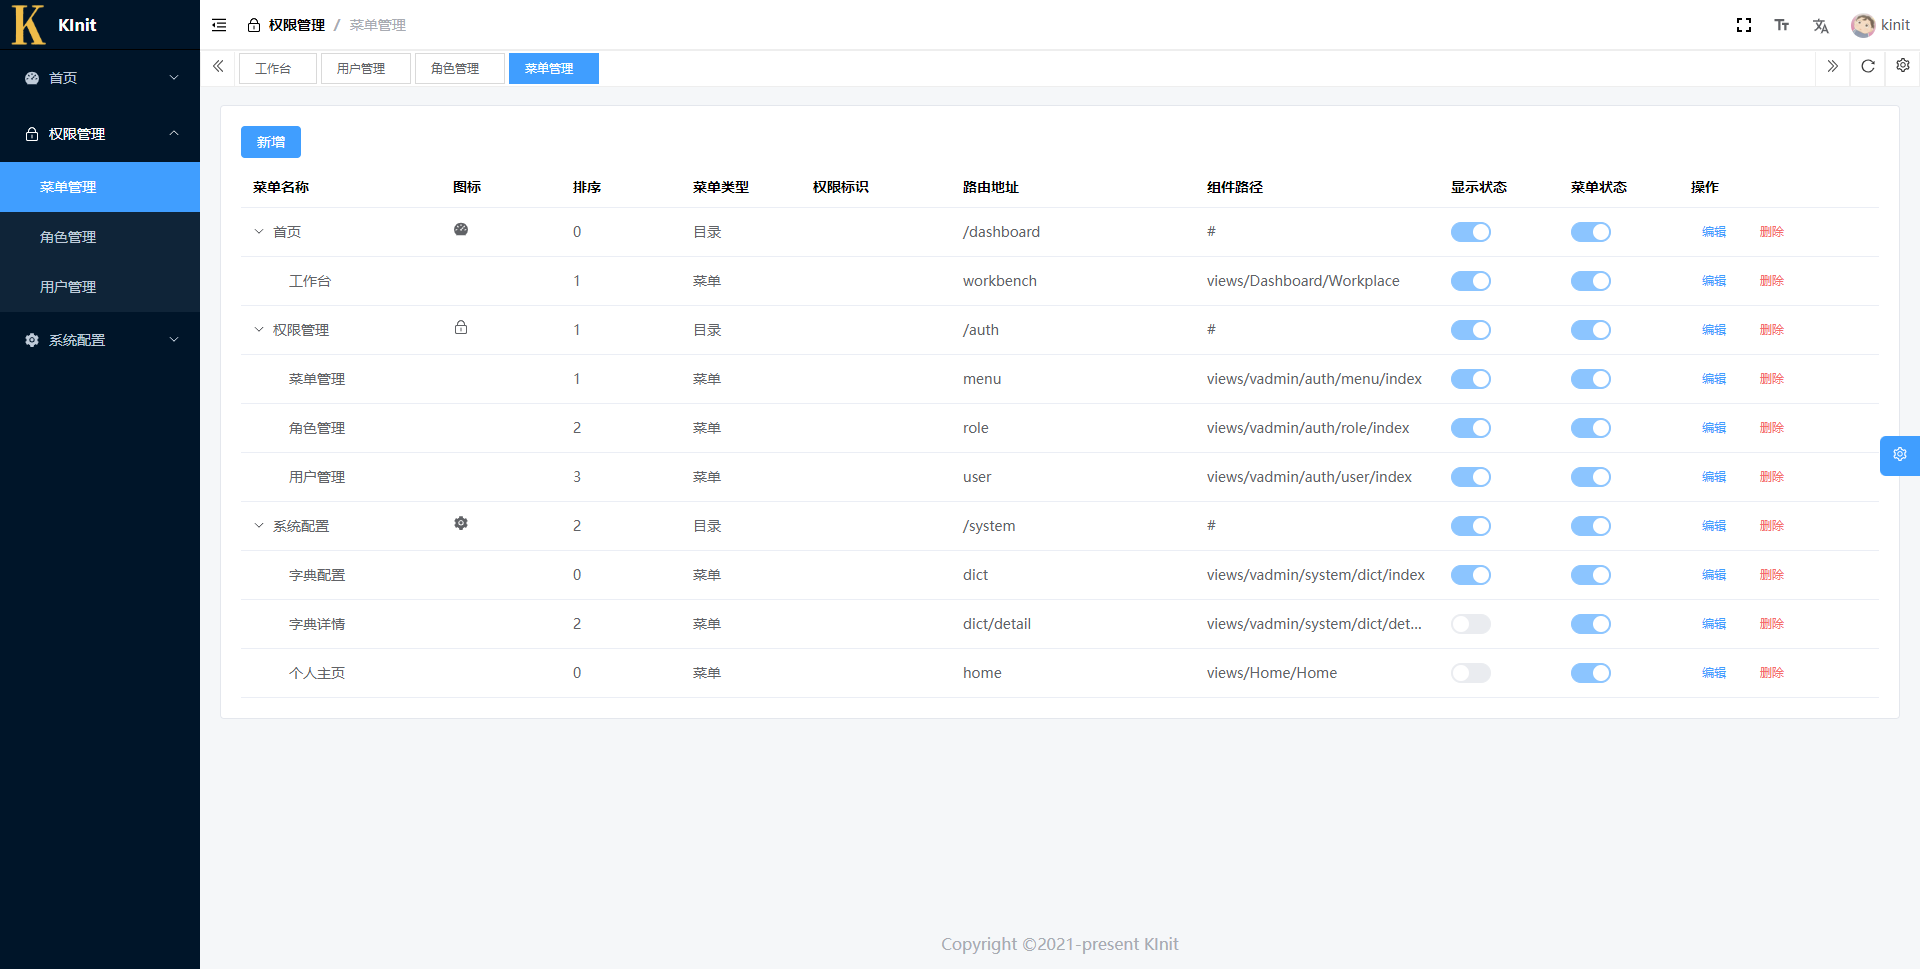 K KInit
权限管理 / 菜单管理
kinit
工作台 用户管理 角色管理 菜单管理
首页
权限管理
菜单管理
角色管理
用户管理
系统配置
新增
菜单名称 图标 排序 菜单类型 权限标识 路由地址 组件路径 显示状态 菜单状态 操作
首页 0 目录 /dashboard # 编辑 删除
工作台 1 菜单 workbench views/Dashboard/Workplace 编辑 删除
权限管理 1 目录 /auth # 编辑 删除
菜单管理 1 菜单 menu views/vadmin/auth/menu/index 编辑 删除
角色管理 2 菜单 role views/vadmin/auth/role/index 编辑 删除
用户管理 3 菜单 user views/vadmin/auth/user/index 编辑 删除
系统配置 2 目录 /system # 编辑 删除
字典配置 0 菜单 dict views/vadmin/system/dict/index 编辑 删除
字典详情 2 菜单 dict/detail views/vadmin/system/dict/det... 编辑 删除
个人主页 0 菜单 home views/Home/Home 编辑 删除
Copyright ©2021-present KInit